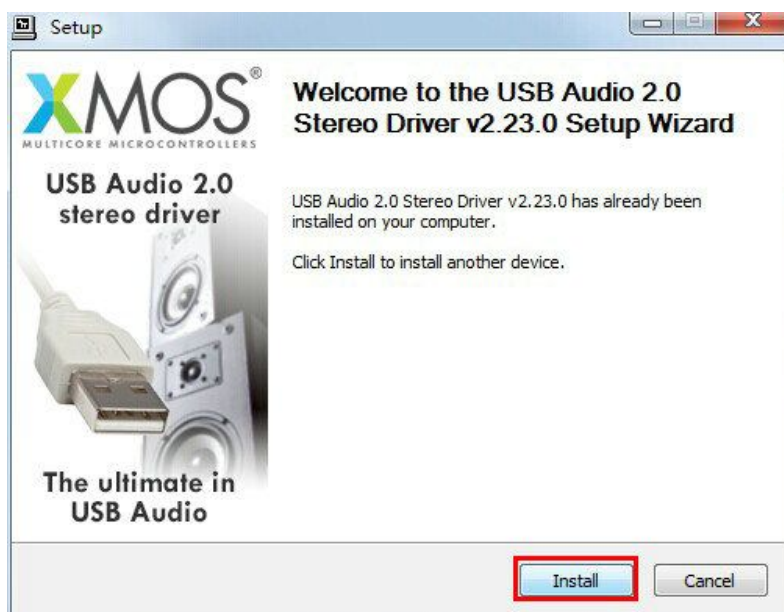 Setup
XMOS®
MULTICORE MICROCONTROLLERS
USB Audio 2.0
stereo driver
The ultimate in
USB Audio
Welcome to the USB Audio 2.0
Stereo Driver v2.23.0 Setup Wizard
USB Audio 2.0 Stereo Driver v2.23.0 has already been
installed on your computer.
Click Install to install another device.
Install
Cancel